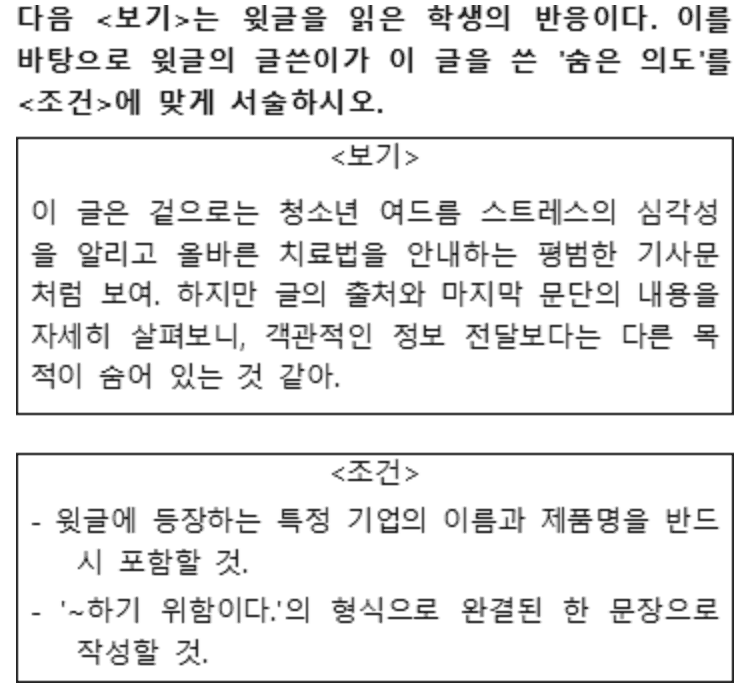 다음 <보기>는 윗글을 읽은 학생의 반응이다. 이를
바탕으로 윗글의 글쓴이가 이 글을 쓴 '숨은 의도'를
<조건>에 맞게 서술하시오.
<보기>
이 글은 겉으로는 청소년 여드름 스트레스의 심각성
을 알리고 올바른 치료법을 안내하는 평범한 기사문
처럼 보여. 하지만 글의 출처와 마지막 문단의 내용을
자세히 살펴보니, 객관적인 정보 전달보다는 다른 목
적이 숨어 있는 것 같아.
<조건>
- 윗글에 등장하는 특정 기업의 이름과 제품명을 반드
시 포함할 것.
- '~하기 위함이다.'의 형식으로 완결된 한 문장으로
작성할 것.